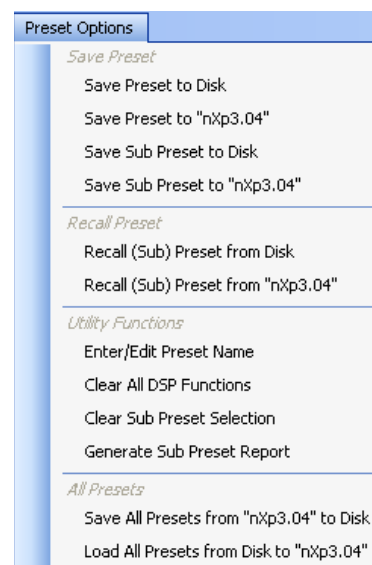 Preset Options
Save Preset
Save Preset to Disk
Save Preset to "nXp3.04"
Save Sub Preset to Disk
Save Sub Preset to "nXp3.04"
Recall Preset
Recall (Sub) Preset from Disk
Recall (Sub) Preset from "nXp3.04"
Utility Functions
Enter/Edit Preset Name
Clear All DSP Functions
Clear Sub Preset Selection
Generate Sub Preset Report
All Presets
Save All Presets from "nXp3.04" to Disk
Load All Presets from Disk to "nXp3.04"